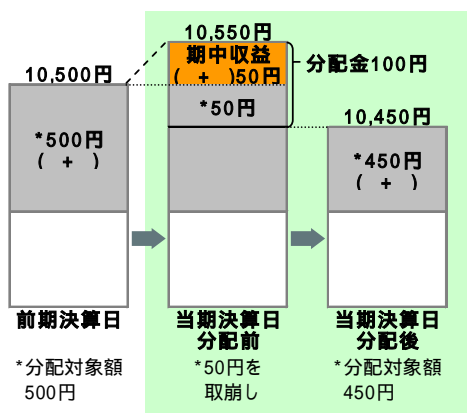 10,550円
期中収益
( + )50円
分配金100円
10,500円
*50円
10,450円
*500円
( + )
*450円
( + )
前期決算日
当期決算日
分配前
当期決算日
分配後
*分配対象額
500円
*50円を
取崩し
*分配対象額
450円